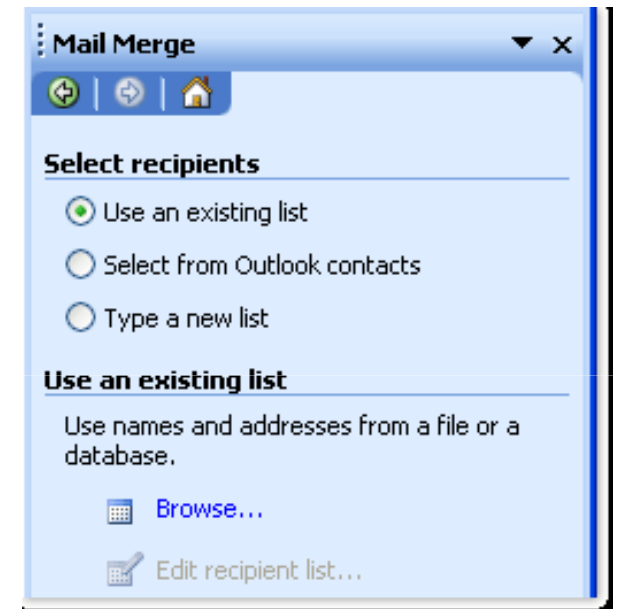 Mail Merge
Select recipients
Use an existing list
Select from Outlook contacts
Type a new list
Use an existing list
Use names and addresses from a file or a
database.
Browse...
Edit recipient list...